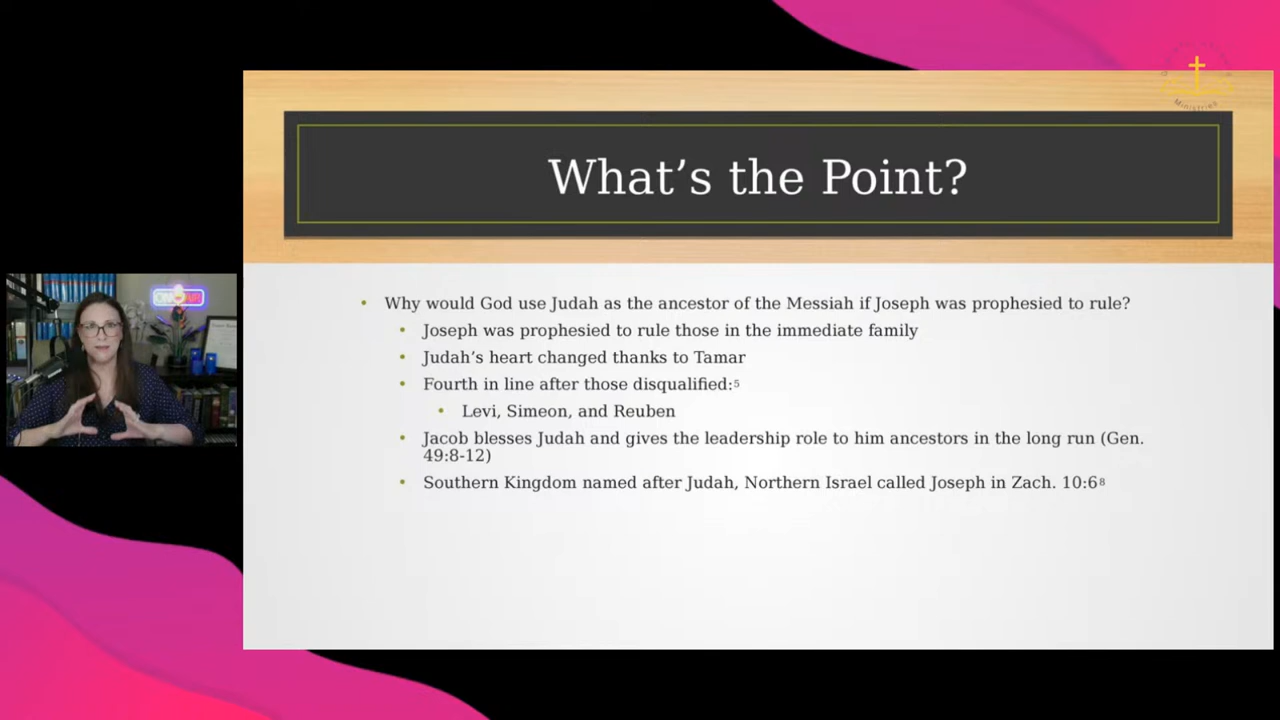 Ministries
What's the Point?
• Why would God use Judah as the ancestor of the Messiah if Joseph was prophesied to rule?
• Joseph was prophesied to rule those in the immediate family
• Judah's heart changed thanks to Tamar
• Fourth in line after those disqualified:5
• Levi, Simeon, and Reuben
• Jacob blesses Judah and gives the leadership role to him ancestors in the long run (Gen.
49:8-12)
• Southern Kingdom named after Judah, Northern Israel called Joseph in Zach. 10:68
ON AIR